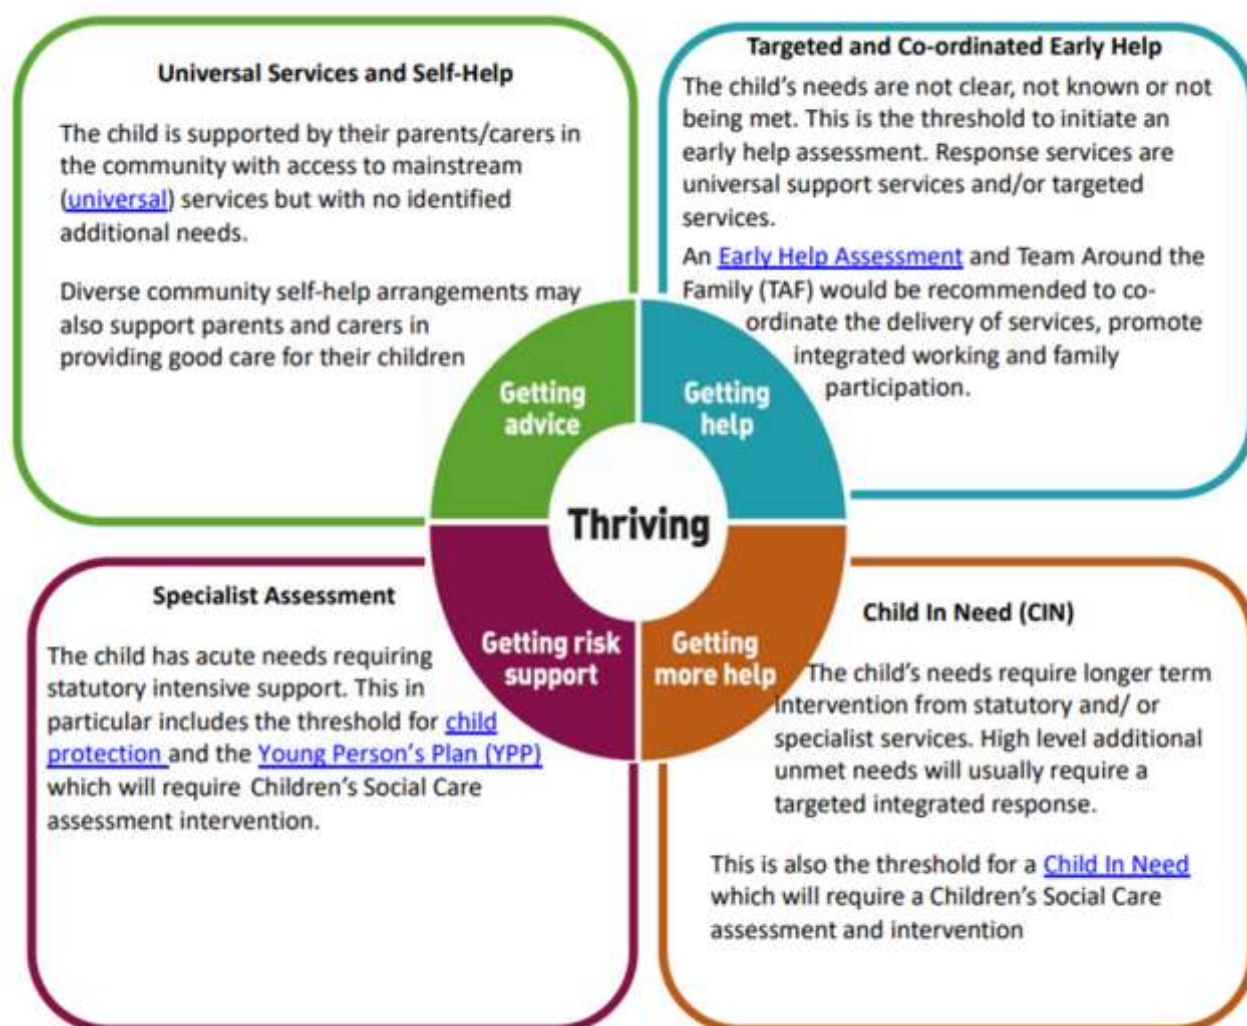 Universal Services and Self-Help
The child is supported by their parents/carers in
the community with access to mainstream
(universal) services but with no identified
additional needs.
Diverse community self-help arrangements may
also support parents and carers in
providing good care for their children
Targeted and Co-ordinated Early Help
The child's needs are not clear, not known or not
being met. This is the threshold to initiate an
early help assessment. Response services are
universal support services and/or targeted
services.
An Early Help Assessment and Team Around the
Family (TAF) would be recommended to co-
ordinate the delivery of services, promote
integrated working and family
participation.
Getting
advice
Getting
help
Thriving
Getting risk
support
Getting
more help
Specialist Assessment
The child has acute needs requiring
statutory intensive support. This in
particular includes the threshold for child
protection and the Young Person's Plan (YPP)
which will require Children's Social Care
assessment intervention.
Child In Need (CIN)
The child's needs require longer term
intervention from statutory and/ or
specialist services. High level additional
unmet needs will usually require a
targeted integrated response.
This is also the threshold for a Child In Need
which will require a Children's Social Care
assessment and intervention